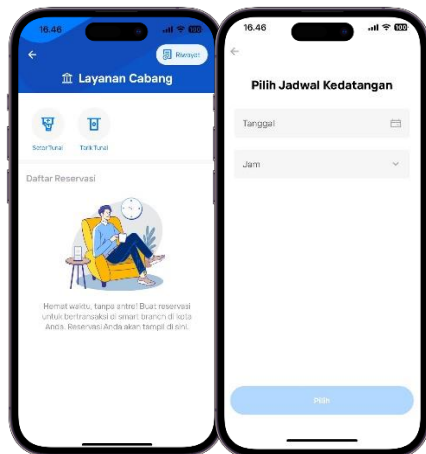 16.46
Riwayat
Layanan Cabang
Setor Tunai
Tarik Tunai
Daftar Reservasi
Hemat waktu, tanpa antre! Buat reservasi
untuk bertransaksi di smart branch di kota
Anda. Reservasi Anda akan tampil di sini.
16.46
Pilih Jadwal Kedatangan
Tanggal
Jam
Pilih